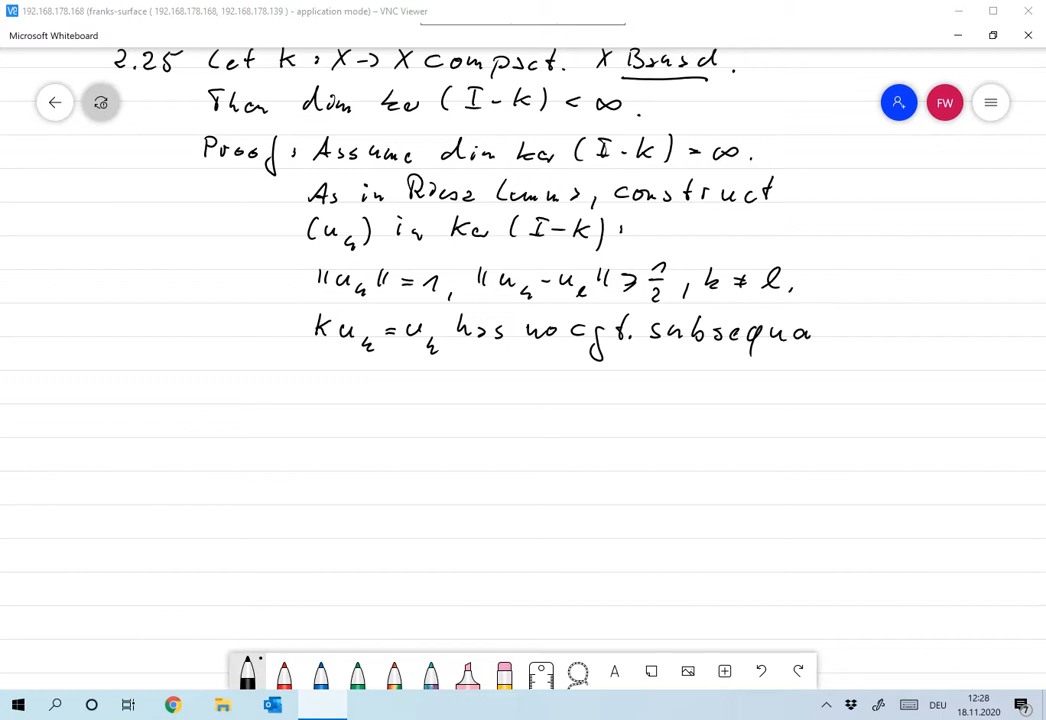 192.168.178.168 (franks-surface ( 192.168.178.168, 192.168.178.139 ) - application mode) – VNC Viewer
Microsoft Whiteboard
2.25 Let K : X → X compact. X Banach.
FW
Then dim ker (I - K) < ∞.
Proof: Assume dim ker (I - K) = ∞.
As in Riesz Lemma, construct
(u_k) in ker (I - K) :
||u_k|| = 1, ||u_k - u_l|| ≥ 1/2, k ≠ l.
K u_k = u_k has no cgt. subsequ
A
DEU
12:28
18.11.2020
7